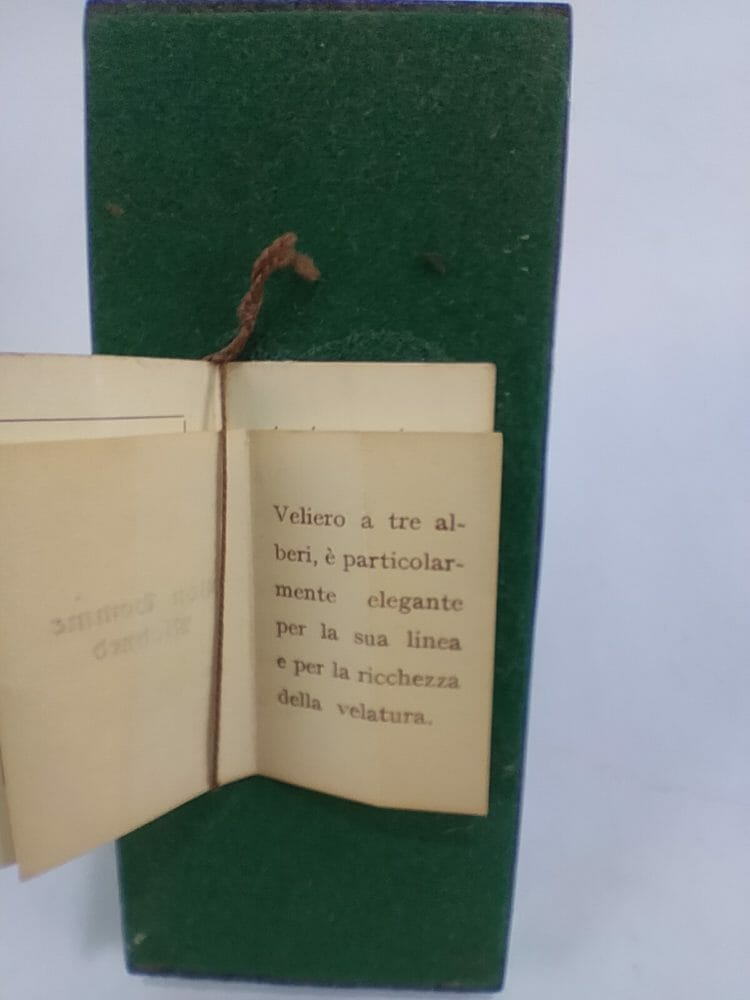 Veliero a tre al-
beri, è particolar-
mente elegante
per la sua linea
e per la ricchezza
della velatura.